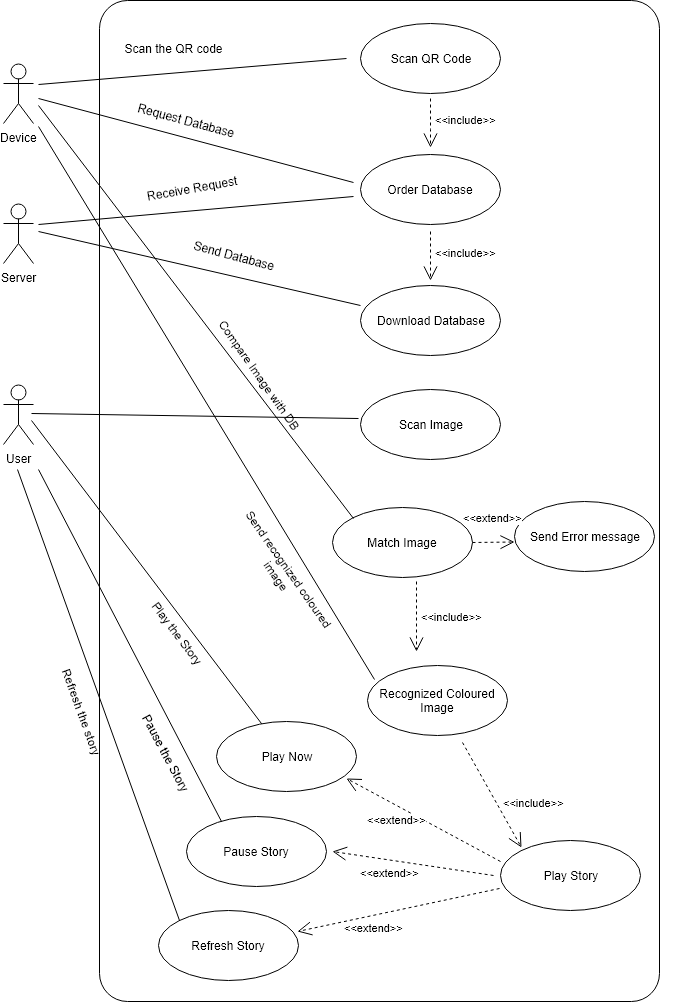 Scan the QR code
Scan QR Code
Device
Request Database
<<include>>
Receive Request
Order Database
Server
Send Database
<<include>>
Download Database
Compare Image with DB
User
Scan Image
Match Image
<<extend>>
Send Error message
Send recognized coloured
image
<<include>>
Play the Story
Recognized Coloured
Image
Refresh the story
Pause the Story
Play Now
<<include>>
<<extend>>
Pause Story
<<extend>>
Play Story
<<extend>>
Refresh Story